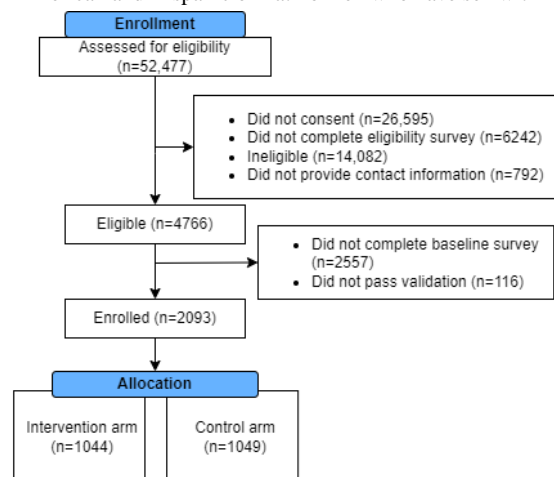 Enrollment
Assessed for eligibility
(n=52,477)
• Did not consent (n=26,595)
• Did not complete eligibility survey (n=6242)
• Ineligible (n=14,082)
• Did not provide contact information (n=792)
Eligible (n=4766)
• Did not complete baseline survey
(n=2557)
• Did not pass validation (n=116)
Enrolled (n=2093)
Allocation
Intervention arm
(n=1044)
Control arm
(n=1049)